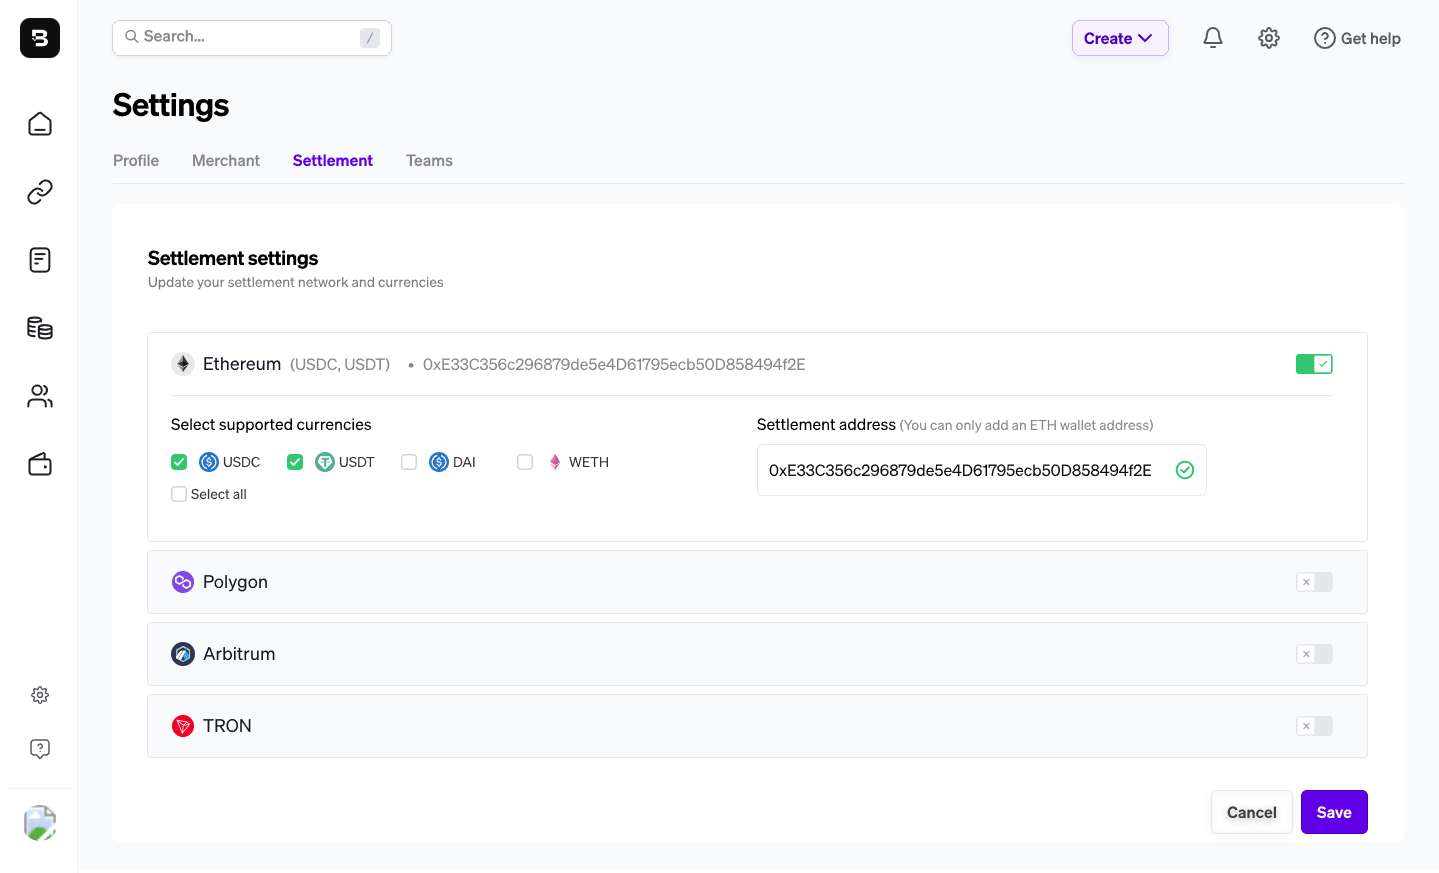 B
Search...
/
Create
Get help
Settings
Profile
Merchant
Settlement
Teams
Settlement settings
Update your settlement network and currencies
Ethereum (USDC, USDT) • 0xE33C356c296879de5e4D61795ecb50D858494f2E
Select supported currencies
USDC
USDT
DAI
WETH
Select all
Settlement address (You can only add an ETH wallet address)
0xE33C356c296879de5e4D61795ecb50D858494f2E
Polygon
Arbitrum
TRON
Cancel
Save